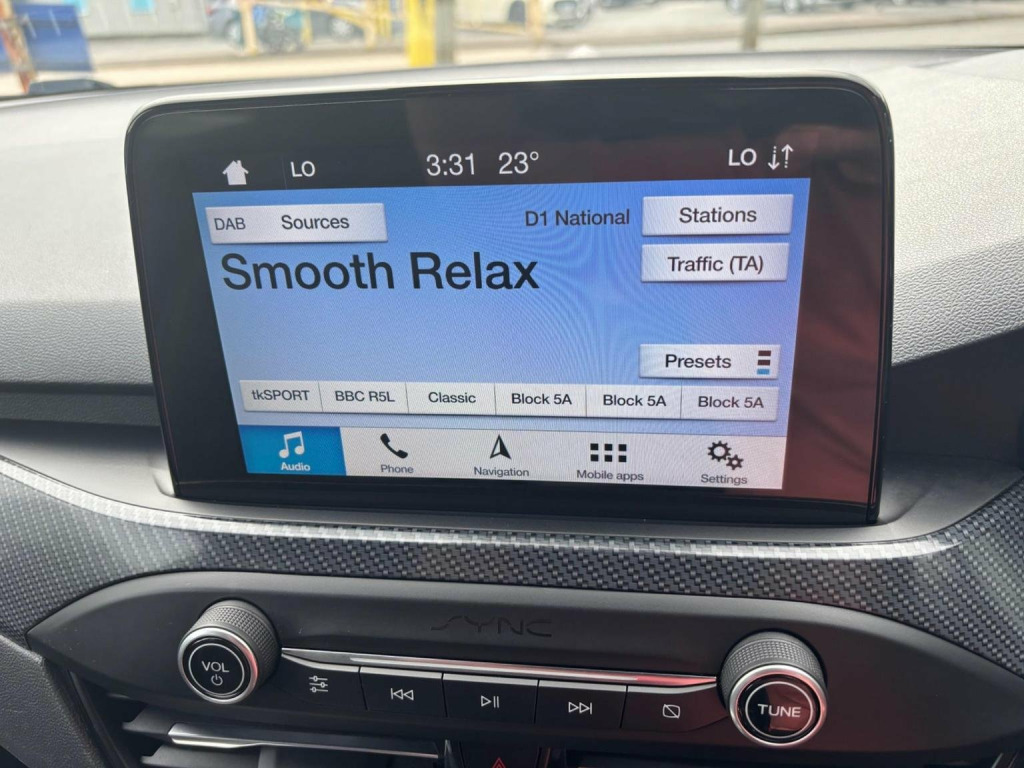 LO 3:31 23° LO
DAB Sources D1 National Stations
Smooth Relax
Traffic (TA)
Presets
tkSPORT BBC R5L Classic Block 5A Block 5A Block 5A
Audio Phone Navigation Mobile apps Settings
SYNC
VOL
TUNE